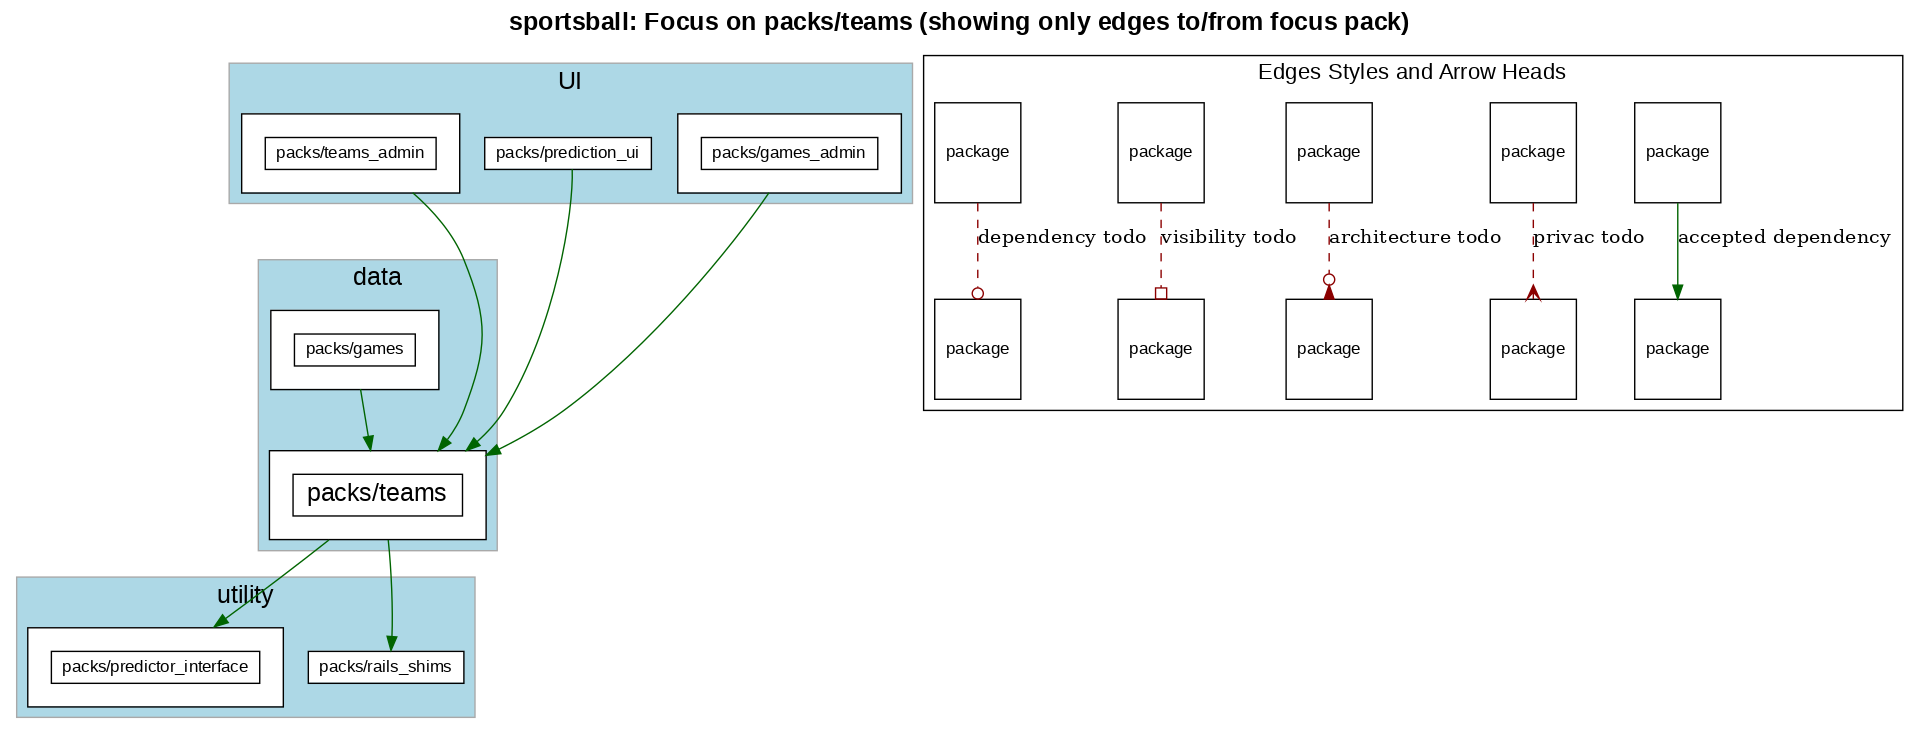 sportsball: Focus on packs/teams (showing only edges to/from focus pack)
UI
packs/teams_admin
packs/prediction_ui
packs/games_admin
data
packs/games
packs/teams
utility
packs/predictor_interface
packs/rails_shims
Edges Styles and Arrow Heads
package
package
package
package
package
dependency todo
visibility todo
architecture todo
privac todo
accepted dependency
package
package
package
package
package